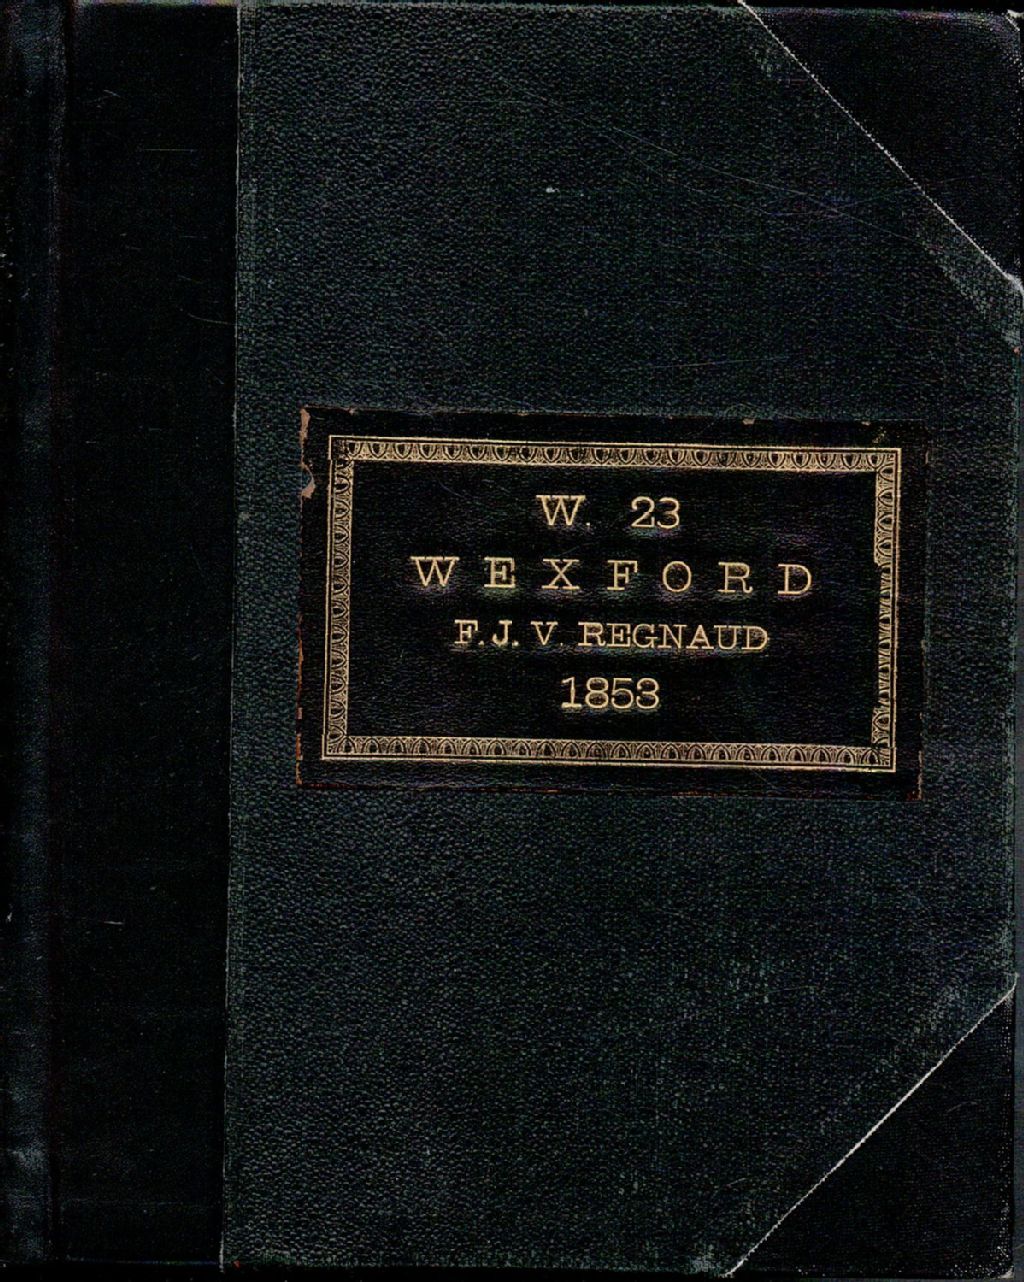 W. 23
WEXFORD
F. J. V. REGNAUD
1853